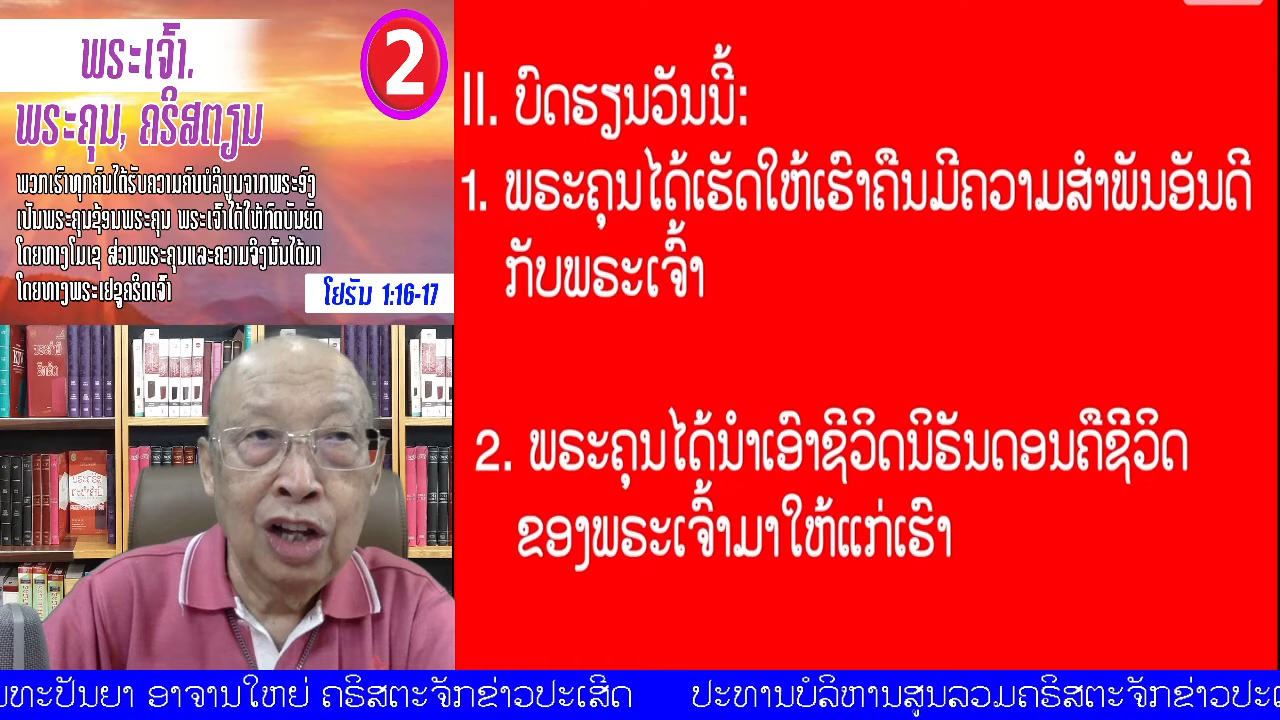 ພຣະເຈົ້າ,
2
ພຣະຄຸນ, ຄຣິສຕຽນ
ພວກເຮົາທຸກຄົນໄດ້ຮັບຄວາມຄົບບໍລິບູນຈາກພຣະອົງ
ເປັນພຣະຄຸນຊ້ອນພຣະຄຸນ ພຣະເຈົ້າໄດ້ໃຫ້ກົດບັນຍັດ
ໂດຍທາງໂມເຊ ສ່ວນພຣະຄຸນແລະຄວາມຈິງນັ້ນໄດ້ມາ
ໂດຍທາງພຣະເຢຊູຄຣິດເຈົ້າ
ໂຢຮັນ 1:16-17
II. ບົດຮຽນວັນນີ້:
1. ພຣະຄຸນໄດ້ເຮັດໃຫ້ເຮົາຄືນມີຄວາມສໍາພັນອັນດີ
ກັບພຣະເຈົ້າ
2. ພຣະຄຸນໄດ້ນໍາເອົາຊີວິດນິຣັນດອນຄືຊີວິດ
ຂອງພຣະເຈົ້າມາໃຫ້ແກ່ເຮົາ
ທະປັນຍາ ອາຈານໃຫຍ່ ຄຣິສຕະຈັກຂ່າວປະເສີດ ປະທານບໍລິຫານສູນລວມຄຣິສຕະຈັກຂ່າວປະເ